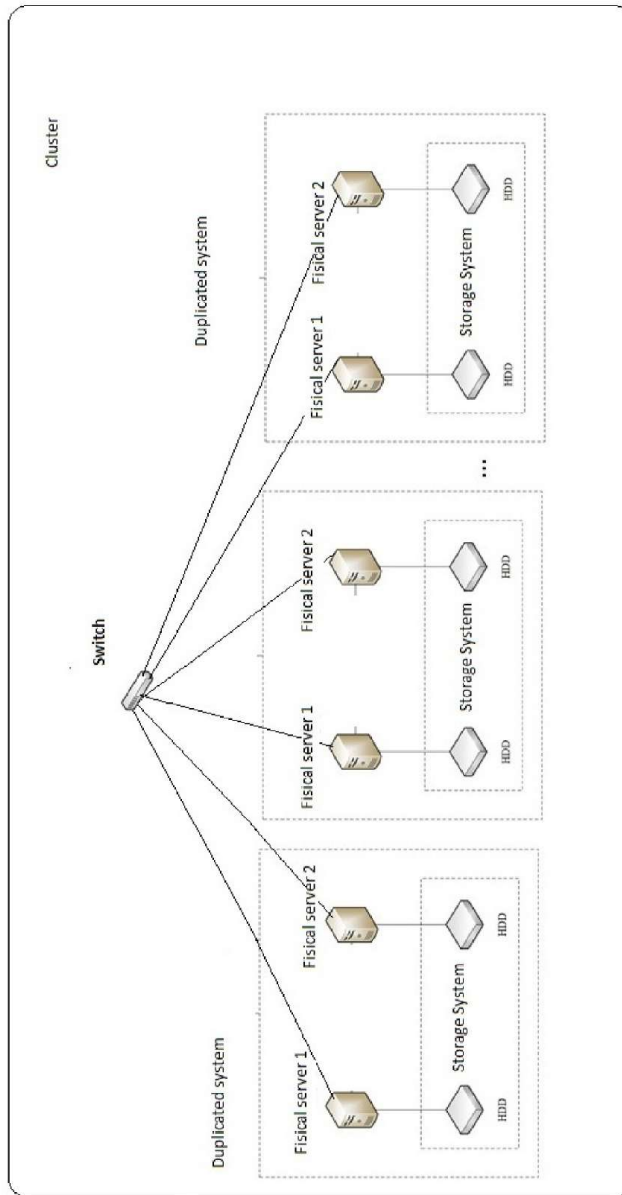 Cluster
Switch
Duplicated system
Duplicated system
Fisical server 1
Fisical server 2
Fisical server 1
Fisical server 2
...
Fisical server 1
Fisical server 2
Storage System
HDD
HDD
Storage System
HDD
HDD
Storage System
HDD
HDD